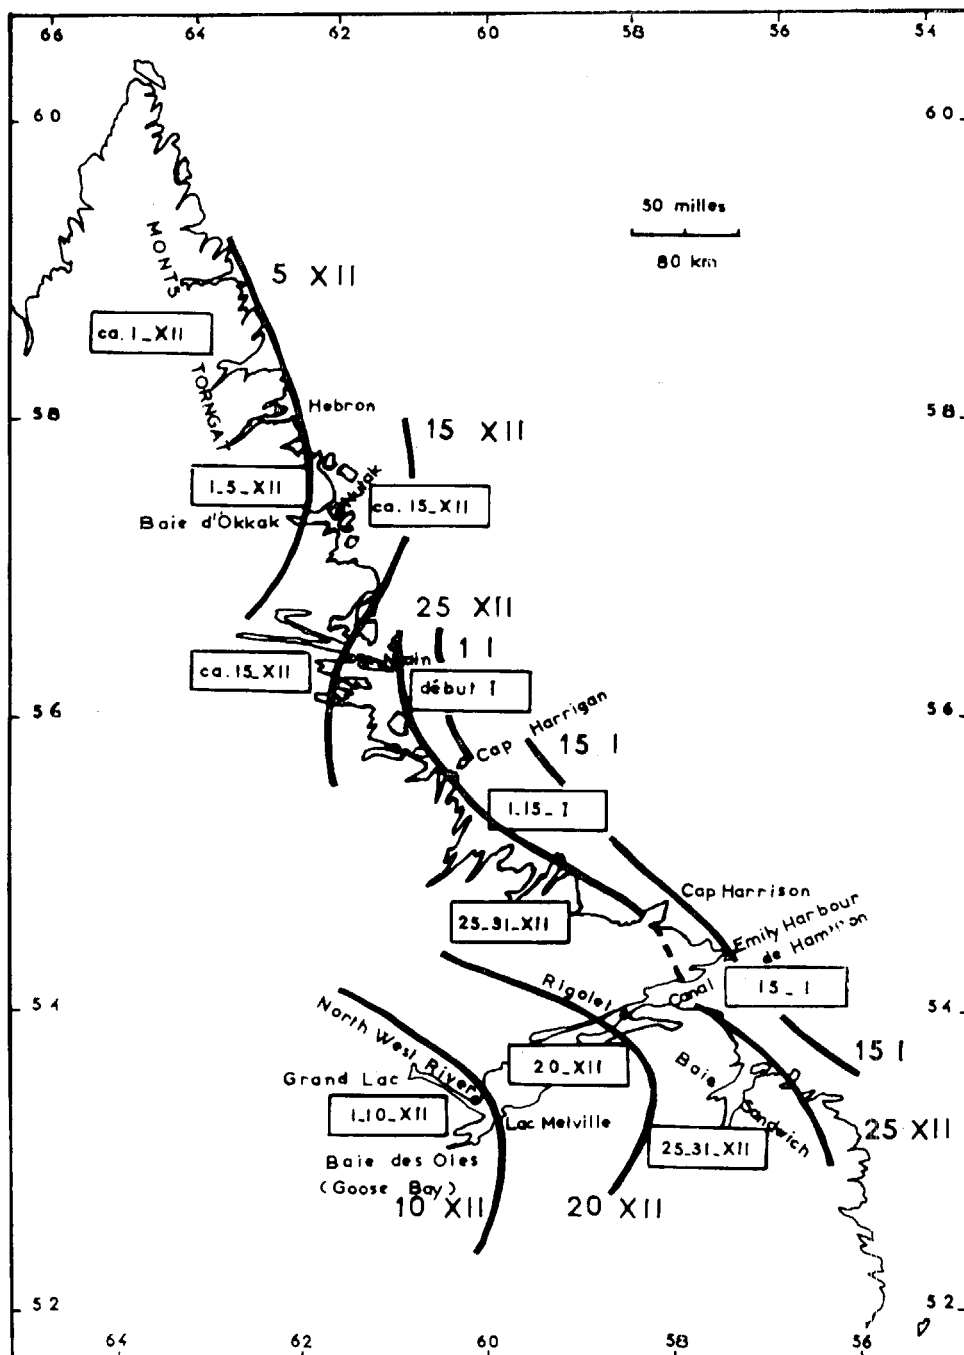 66 64 62 60 58 56 54
60 60
50 milles
80 km
MONTS
5 XII
ca. 1_XII
TORNGAT
Hebron
58 58
15 XII
1_5_XII
ca. 15_XII
Baie d'Okkak
25 XII
1 I
Nain
ca. 15_XII
début I
56 56
Cap Harrigan
15 I
1_15_I
Cap Harrison
25_31_XII
Emily Harbour
de Hamilton
Rigolet
Canal
15_I
54 54
North West River
15 I
20_XII
Baie Sandwich
Grand Lac
1_10_XII
Lac Melville
25 XII
25_31_XII
Baie des Oies
(Goose Bay)
10 XII
20 XII
52 52
64 62 60 58 56